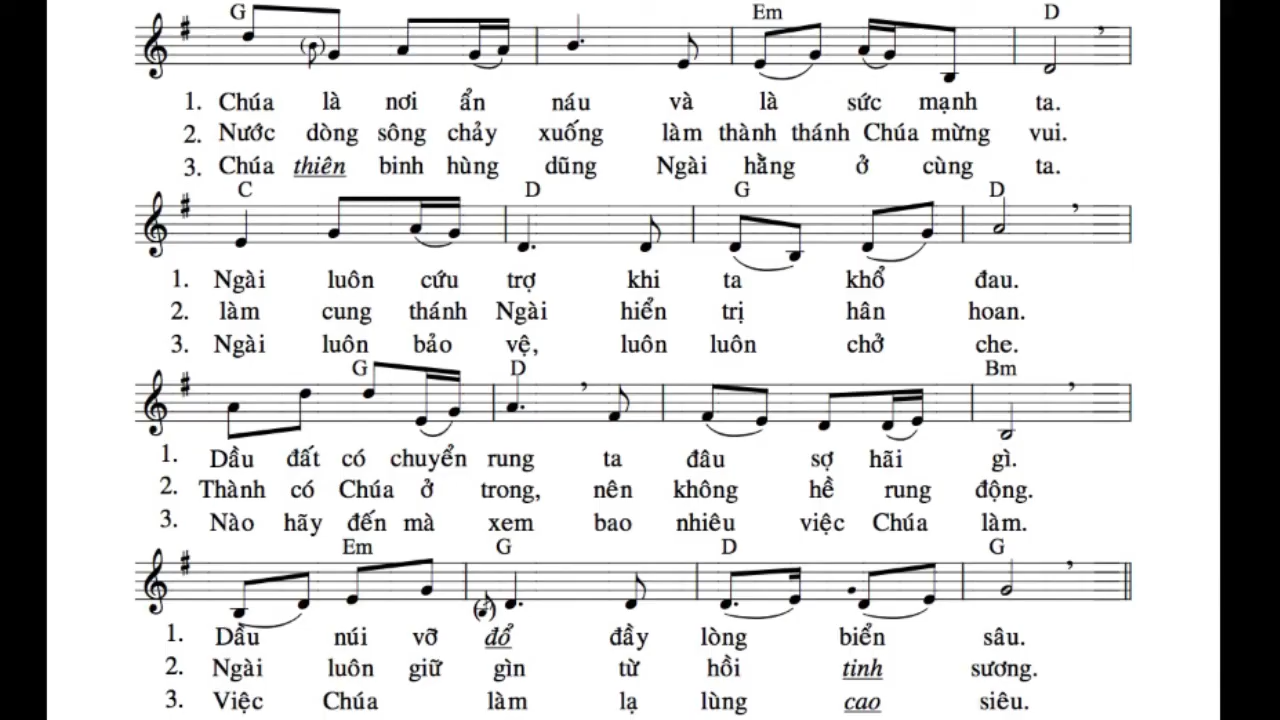 G Em D
1. Chúa là nơi ẩn náu và là sức mạnh ta.
2. Nước dòng sông chảy xuống làm thành thánh Chúa mừng vui.
3. Chúa thiên binh hùng dũng Ngài hằng ở cùng ta.
C D G D
1. Ngài luôn cứu trợ khi ta khổ đau.
2. làm cung thánh Ngài hiển trị hân hoan.
3. Ngài luôn bảo vệ, luôn luôn chở che.
G D Bm
1. Dầu đất có chuyển rung ta đâu sợ hãi gì.
2. Thành có Chúa ở trong, nên không hề rung động.
3. Nào hãy đến mà xem bao nhiêu việc Chúa làm.
Em G D G
1. Dầu núi vỡ đổ đầy lòng biển sâu.
2. Ngài luôn giữ gìn từ hồi tinh sương.
3. Việc Chúa làm lạ lùng cao siêu.